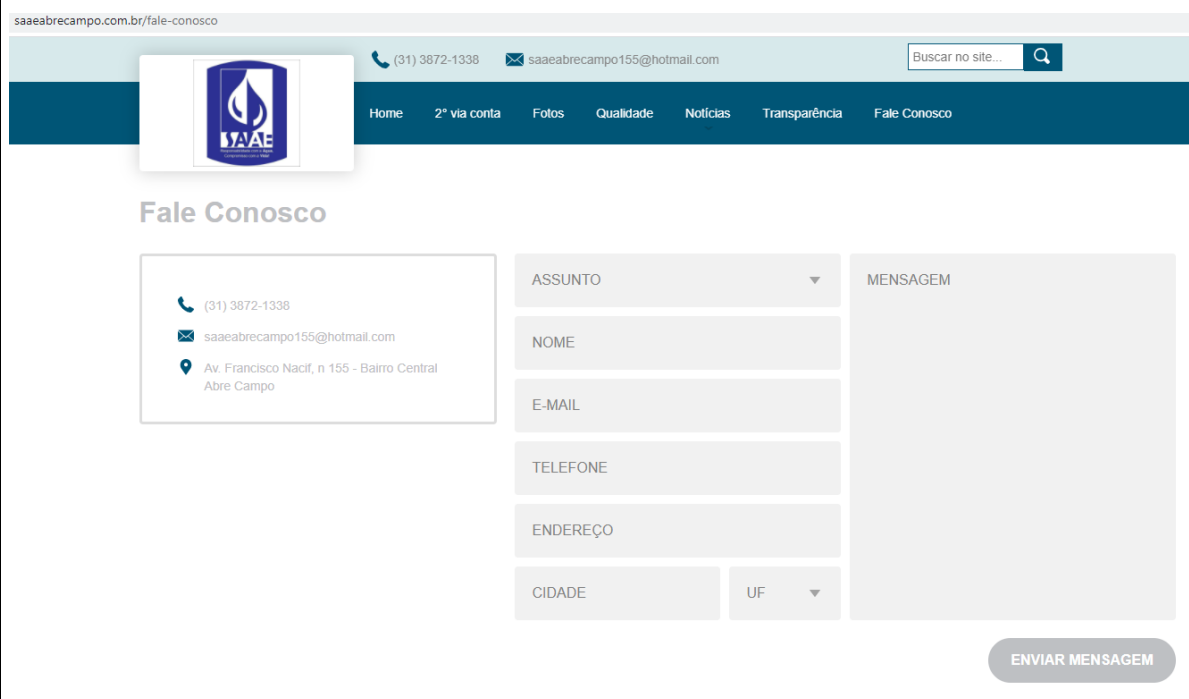 saaeabrecampo.com.br/fale-conosco
(31) 3872-1338 saaeabrecampo155@hotmail.com Buscar no site...
SAAE
Home 2° via conta Fotos Qualidade Notícias Transparência Fale Conosco
Fale Conosco
(31) 3872-1338
saaeabrecampo155@hotmail.com
Av. Francisco Nacif, n 155 - Bairro Central
Abre Campo
ASSUNTO
NOME
E-MAIL
TELEFONE
ENDEREÇO
CIDADE UF
MENSAGEM
ENVIAR MENSAGEM